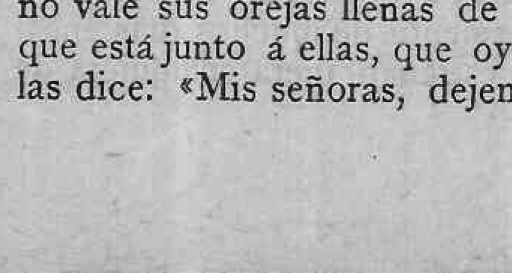 no vale sus orejas llenas de
que está junto á ellas, que oy
las dice: «Mis señoras, dejen